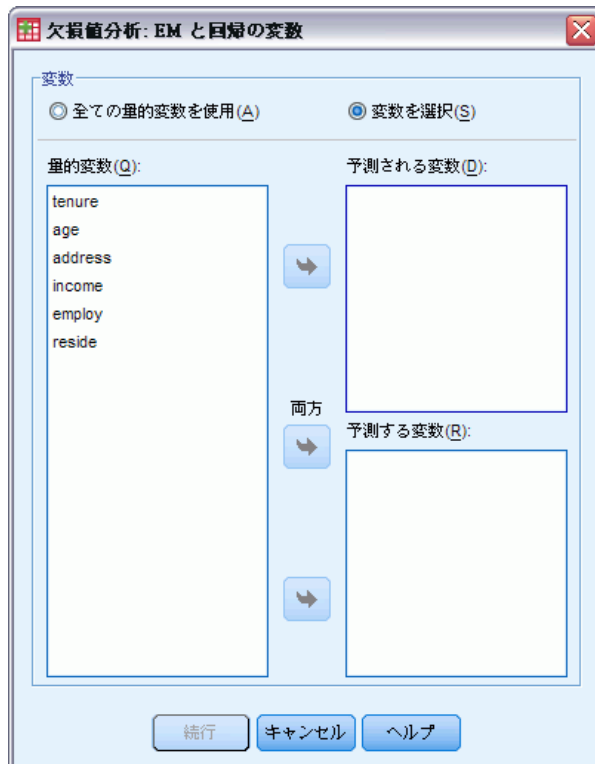 欠損値分析: EM と回帰の変数
変数
全ての量的変数を使用(A)
変数を選択(S)
量的変数(Q):
tenure
age
address
income
employ
reside
両方
予測される変数(D):
予測する変数(R):
続行
キャンセル
ヘルプ